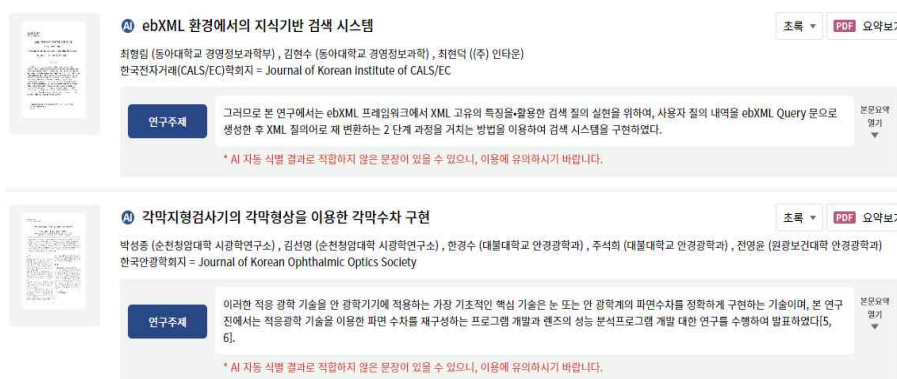 AI ebXML 환경에서의 지식기반 검색 시스템
초록 ▼ PDF 요약보기
최형림 (동아대학교 경영정보과학부) , 김현수 (동아대학교 경영정보과학) , 최현덕 ((주) 인타운)
한국전자거래(CALS/EC)학회지 = Journal of Korean Institute of CALS/EC
연구주제
그러므로 본 연구에서는 ebXML 프레임워크에서 XML 고유의 특징을•활용한 검색 질의 실현을 위하여, 사용자 질의 내역을 ebXML Query 문으로
생성한 후 XML 질의어로 재 변환하는 2 단계 과정을 거치는 방법을 이용하여 검색 시스템을 구현하였다.
본문요약
열기
▼
* AI 자동 식별 결과로 적합하지 않은 문장이 있을 수 있으니, 이용에 유의하시기 바랍니다.
AI 각막지형검사기의 각막형상을 이용한 각막수차 구현
초록 ▼ PDF 요약보기
박성종 (순천청암대학 시광학연구소) , 김선영 (순천청암대학 시광학연구소) , 한경수 (대불대학교 안경광학과) , 주석희 (대불대학교 안경광학과) , 전영윤 (원광보건대학 안경광학과)
한국안광학회지 = Journal of Korean Ophthalmic Optics Society
연구주제
이러한 적응 광학 기술을 안 광학기기에 적용하는 가장 기초적인 핵심 기술은 눈 또는 안 광학계의 파면수차를 정확하게 구현하는 기술이며, 본 연구
진에서는 적응광학 기술을 이용한 파면 수차를 재구성하는 프로그램 개발과 렌즈의 성능 분석프로그램 개발 대한 연구를 수행하여 발표하였다[5,
6].
본문요약
열기
▼
* AI 자동 식별 결과로 적합하지 않은 문장이 있을 수 있으니, 이용에 유의하시기 바랍니다.